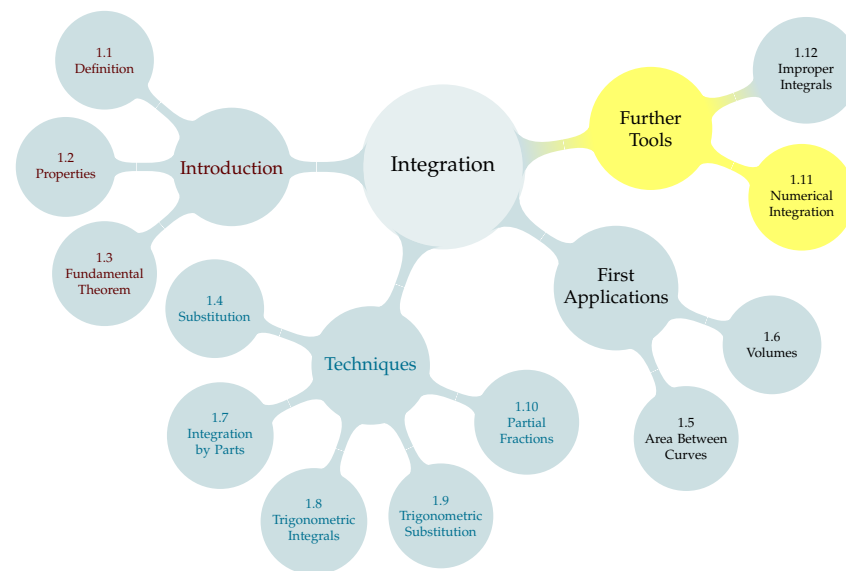 Integration
Introduction
1.1
Definition
1.2
Properties
1.3
Fundamental
Theorem
Techniques
1.4
Substitution
1.7
Integration
by Parts
1.8
Trigonometric
Integrals
1.9
Trigonometric
Substitution
1.10
Partial
Fractions
First
Applications
1.5
Area Between
Curves
1.6
Volumes
Further
Tools
1.11
Numerical
Integration
1.12
Improper
Integrals